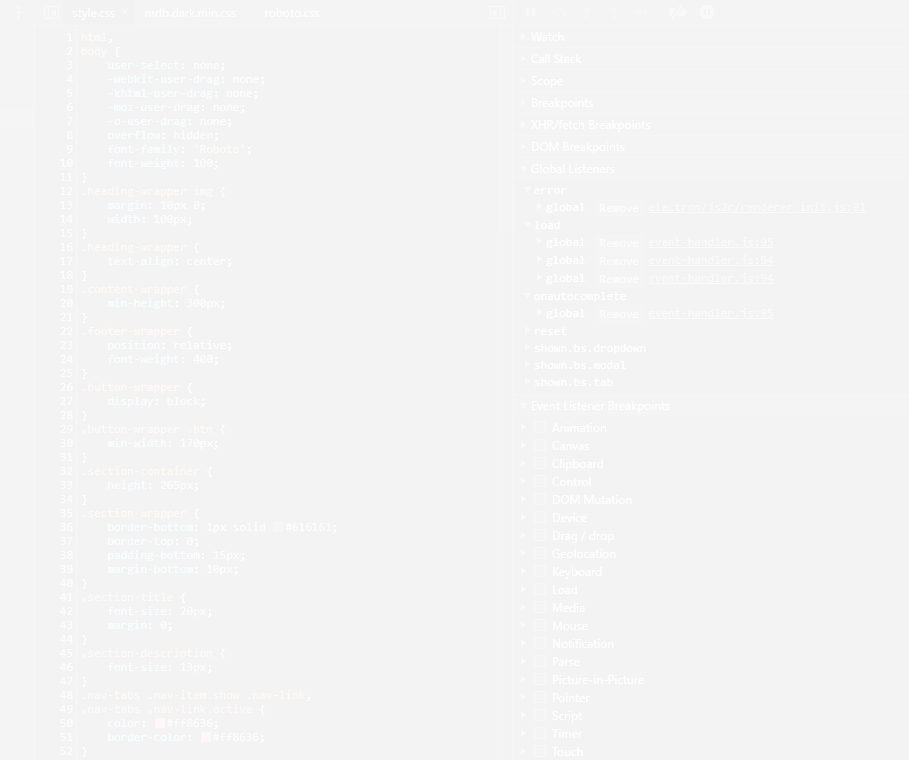 style.css × mdb.dark.min.css roboto.css
1 html,
2 body {
3 user-select: none;
4 -webkit-user-drag: none;
5 -khtml-user-drag: none;
6 -moz-user-drag: none;
7 -o-user-drag: none;
8 overflow: hidden;
9 font-family: 'Roboto';
10 font-weight: 300;
11 }
12 .heading-wrapper img {
13 margin: 10px 0;
14 width: 100px;
15 }
16 .heading-wrapper {
17 text-align: center;
18 }
19 .content-wrapper {
20 min-height: 300px;
21 }
22 .footer-wrapper {
23 position: relative;
24 font-weight: 400;
25 }
26 .button-wrapper {
27 display: block;
28 }
29 .button-wrapper .btn {
30 min-width: 170px;
31 }
32 .section-container {
33 height: 265px;
34 }
35 .section-wrapper {
36 border-bottom: 1px solid #616161;
37 border-top: 0;
38 padding-bottom: 15px;
39 margin-bottom: 10px;
40 }
41 .section-title {
42 font-size: 20px;
43 margin: 0;
44 }
45 .section-description {
46 font-size: 13px;
47 }
48 .nav-tabs .nav-item.show .nav-link,
49 .nav-tabs .nav-link.active {
50 color: #ff8636;
51 border-color: #ff8836;
52 }
Watch
Call Stack
Scope
Breakpoints
XHR/fetch Breakpoints
DOM Breakpoints
Global Listeners
error
global Remove electron/js2c/renderer_init.js:91
load
global Remove event-handler.js:95
global Remove event-handler.js:94
global Remove event-handler.js:94
onautocomplete
global Remove event-handler.js:95
reset
shown.bs.dropdown
shown.bs.modal
shown.bs.tab
Event Listener Breakpoints
Animation
Canvas
Clipboard
Control
DOM Mutation
Device
Drag / drop
Geolocation
Keyboard
Load
Media
Mouse
Notification
Parse
Picture-in-Picture
Pointer
Script
Timer
Touch